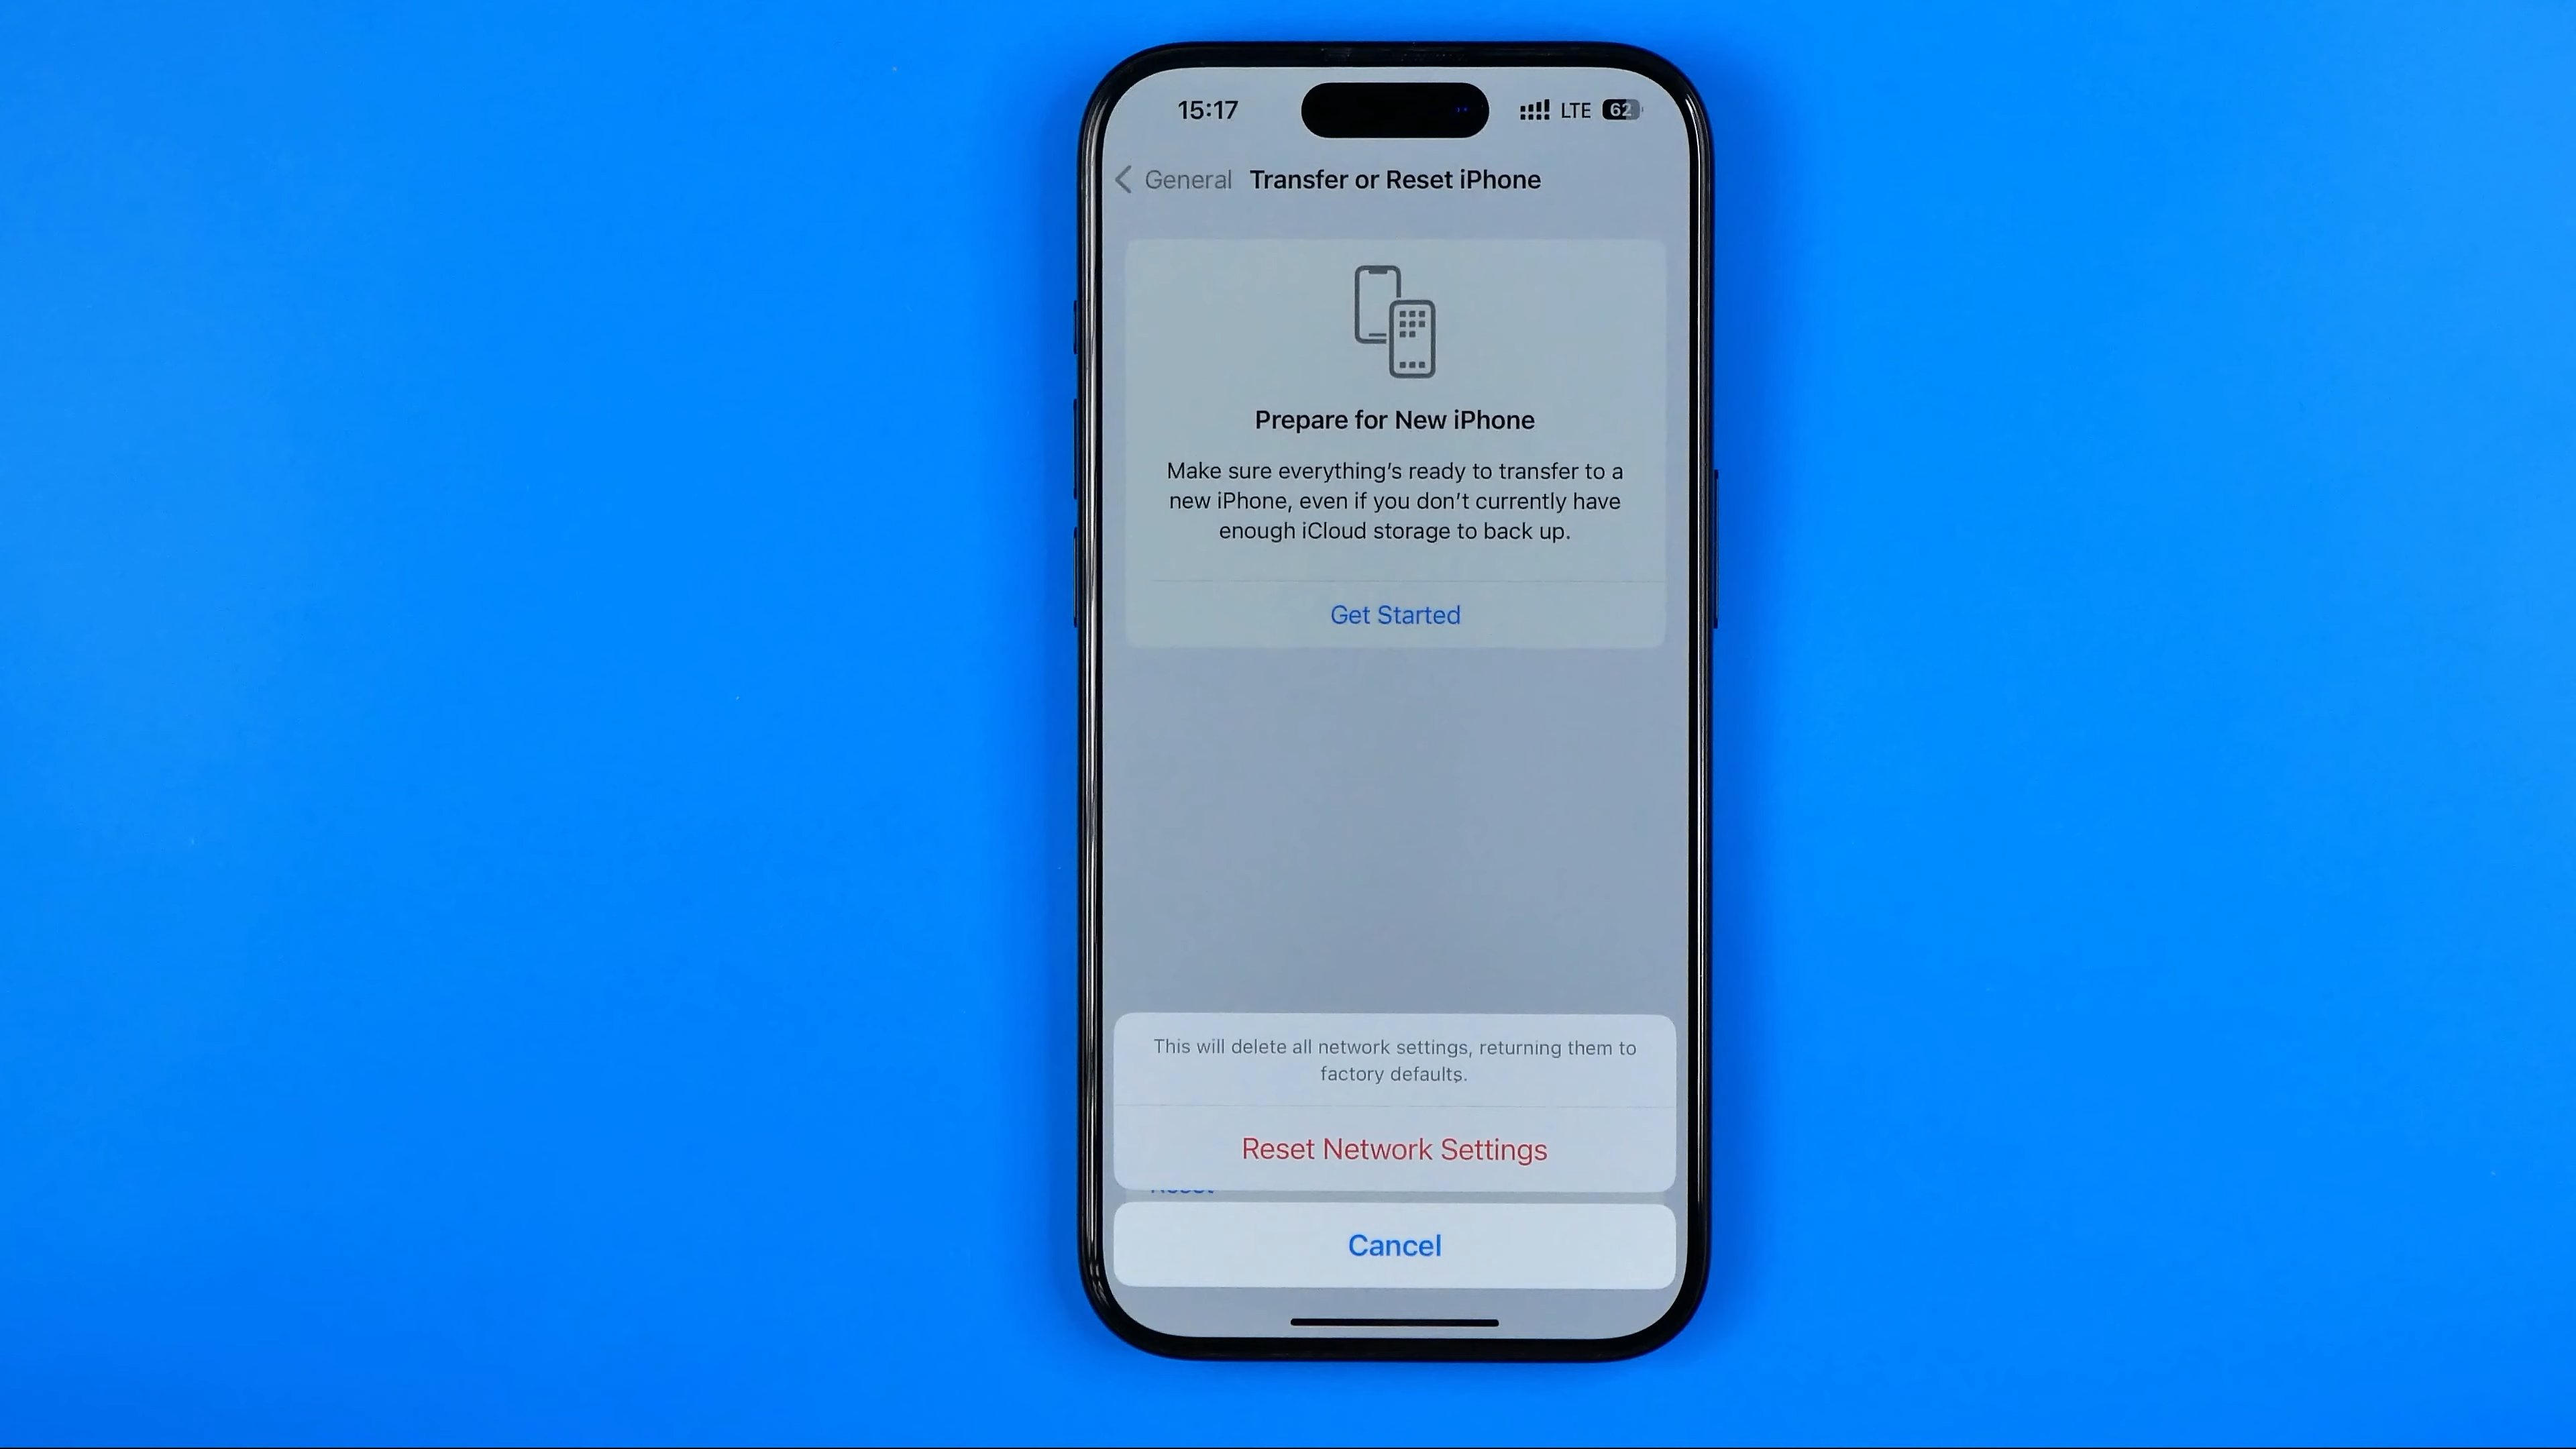 15:17 LTE 62
General Transfer or Reset iPhone
Prepare for New iPhone
Make sure everything's ready to transfer to a
new iPhone, even if you don't currently have
enough iCloud storage to back up.
Get Started
This will delete all network settings, returning them to
factory defaults.
Reset Network Settings
Reset
Cancel